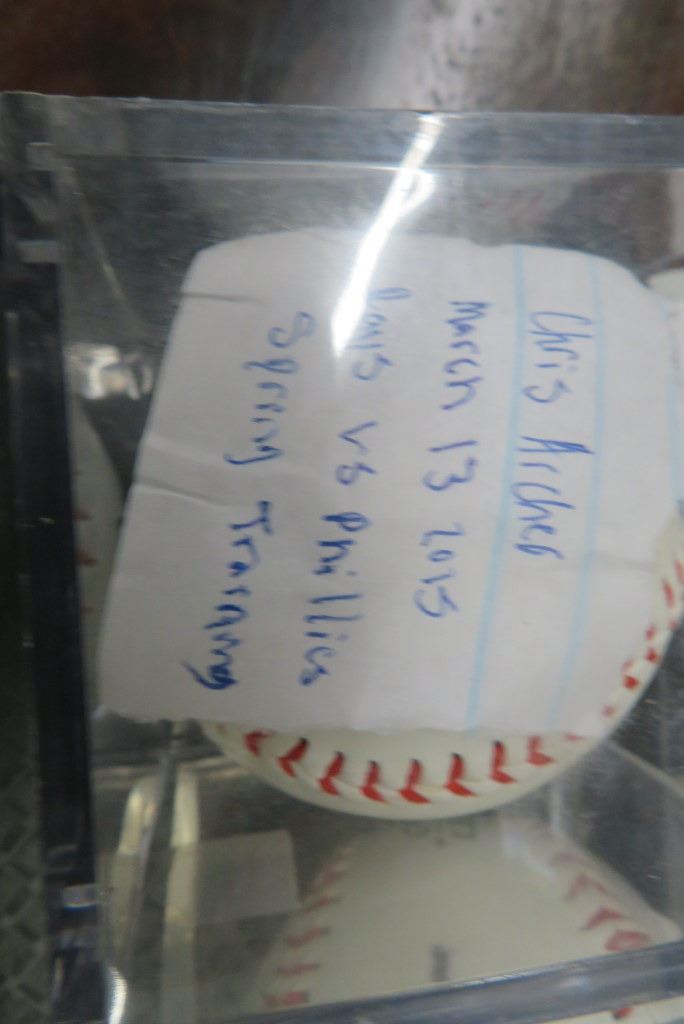 Chris Archer
March 13 2015
Rays vs Phillies
Spring Training